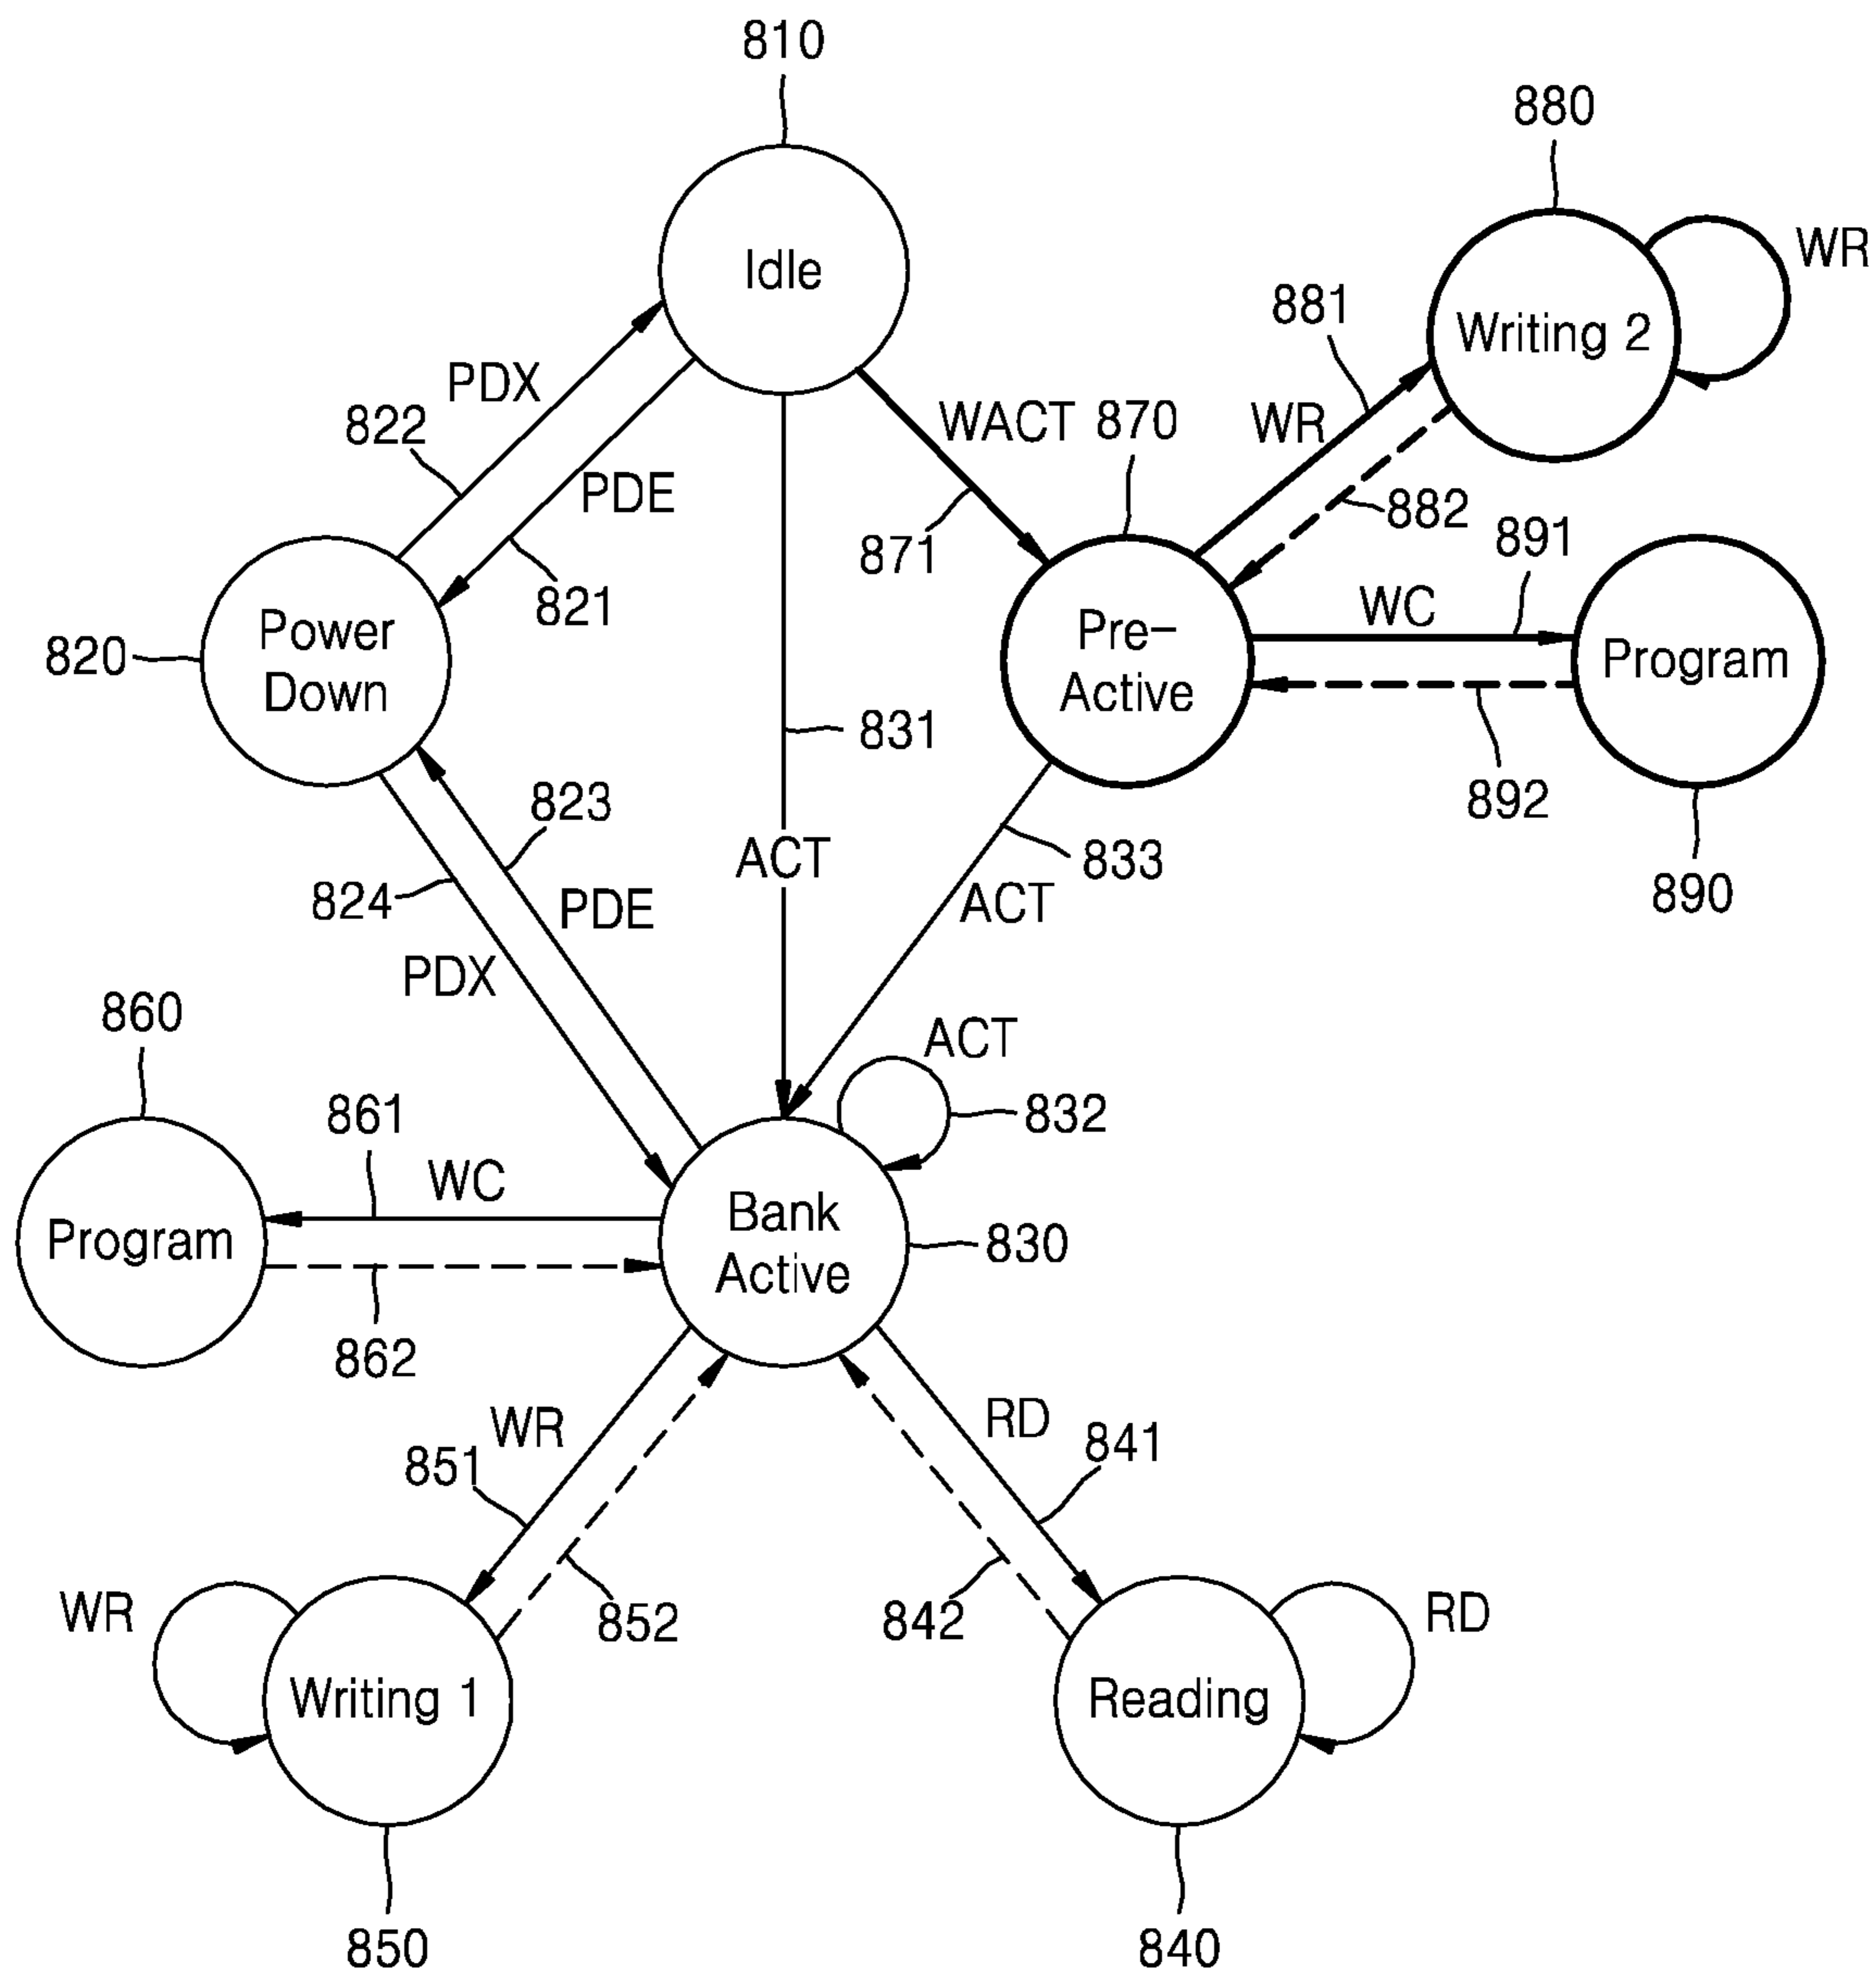 810
880
Idle
WR
Writing 2
881
PDX
822
WACT
870
WR
PDE
882
871
891
821
WC
Power
Down
820
Pre-
Active
Program
831
892
823
ACT
833
824
PDE
ACT
890
PDX
860
ACT
832
861
WC
Bank
Active
830
Program
862
WR
RD
851
841
WR
852
842
RD
Writing 1
Reading
850
840